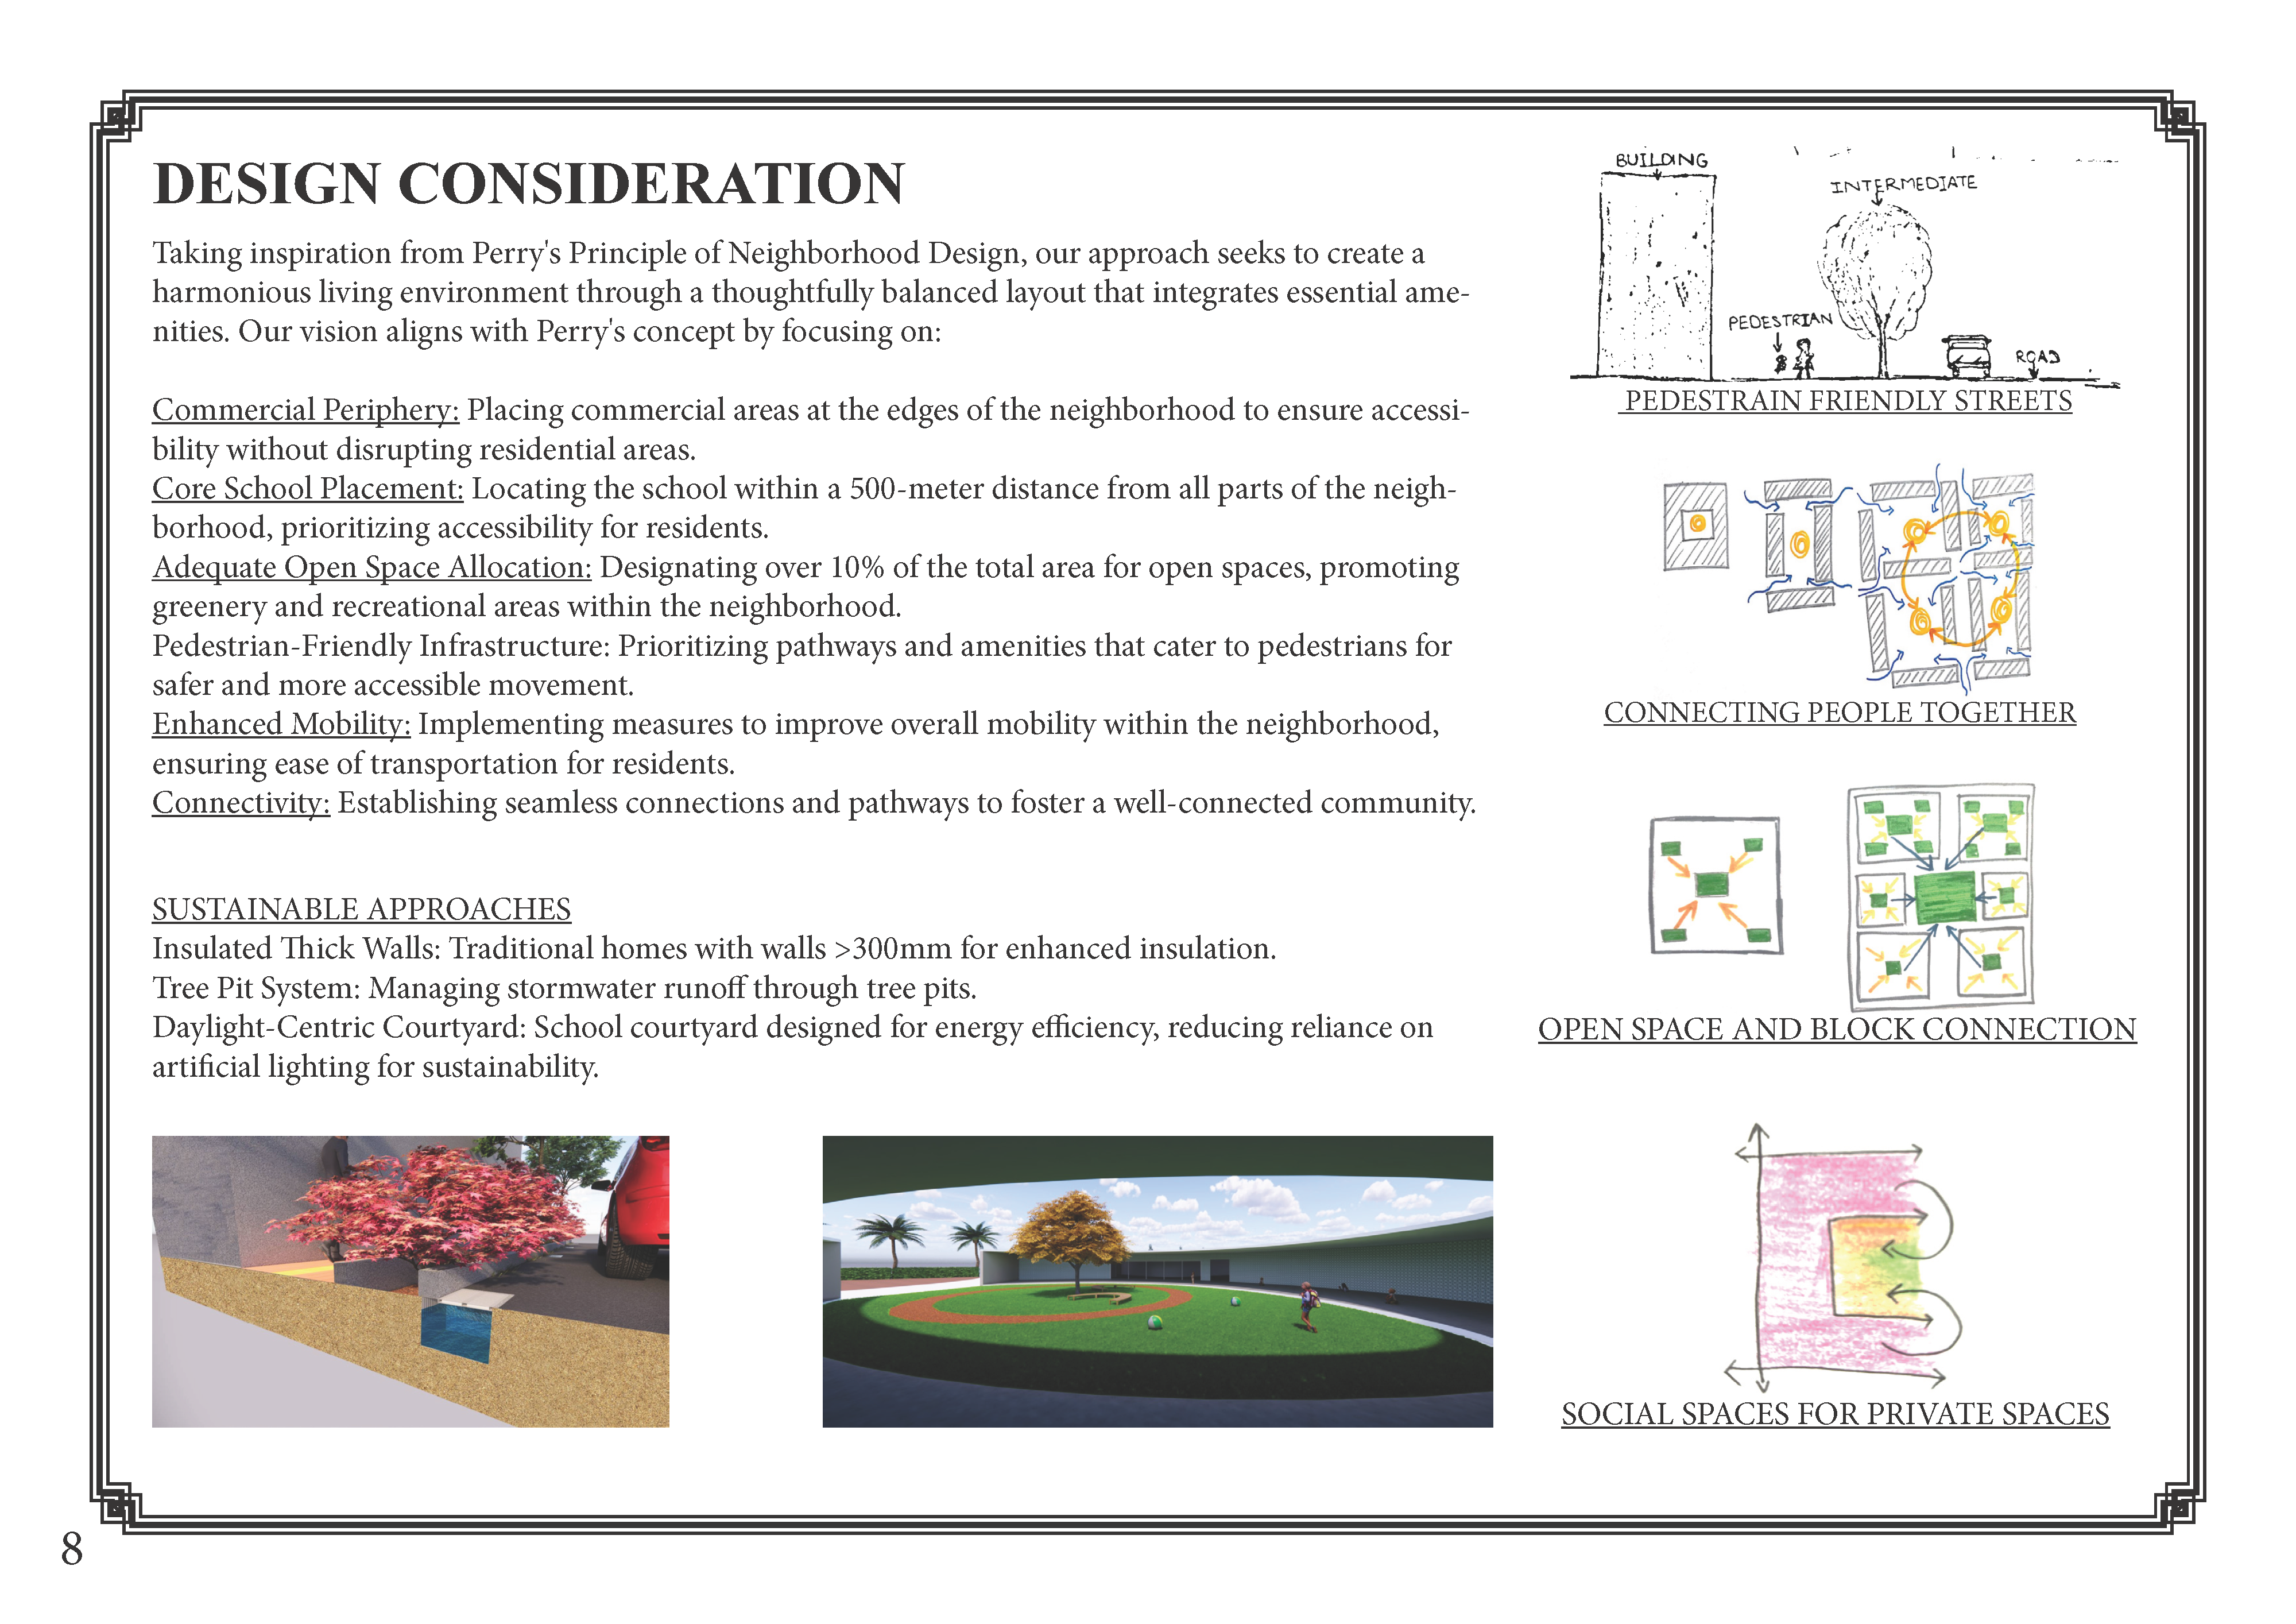 DESIGN CONSIDERATION
Taking inspiration from Perry's Principle of Neighborhood Design, our approach seeks to create a
harmonious living environment through a thoughtfully balanced layout that integrates essential ame-
nities. Our vision aligns with Perry's concept by focusing on:
Commercial Periphery: Placing commercial areas at the edges of the neighborhood to ensure accessi-
bility without disrupting residential areas.
Core School Placement: Locating the school within a 500-meter distance from all parts of the neigh-
borhood, prioritizing accessibility for residents.
Adequate Open Space Allocation: Designating over 10% of the total area for open spaces, promoting
greenery and recreational areas within the neighborhood.
Pedestrian-Friendly Infrastructure: Prioritizing pathways and amenities that cater to pedestrians for
safer and more accessible movement.
Enhanced Mobility: Implementing measures to improve overall mobility within the neighborhood,
ensuring ease of transportation for residents.
Connectivity: Establishing seamless connections and pathways to foster a well-connected community.
SUSTAINABLE APPROACHES
Insulated Thick Walls: Traditional homes with walls >300mm for enhanced insulation.
Tree Pit System: Managing stormwater runoff through tree pits.
Daylight-Centric Courtyard: School courtyard designed for energy efficiency, reducing reliance on
artificial lighting for sustainability.
BUILDING
INTERMEDIATE
PEDESTRIAN
ROAD
PEDESTRAIN FRIENDLY STREETS
CONNECTING PEOPLE TOGETHER
OPEN SPACE AND BLOCK CONNECTION
SOCIAL SPACES FOR PRIVATE SPACES
8